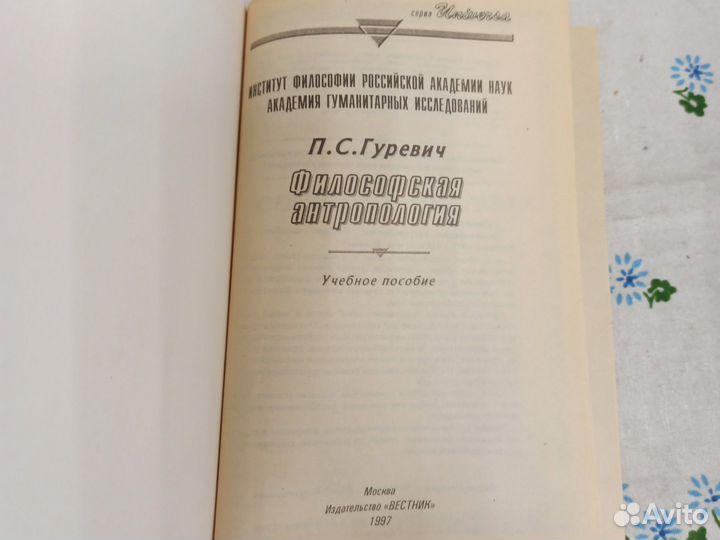 серия Universa
ИНСТИТУТ ФИЛОСОФИИ РОССИЙСКОЙ АКАДЕМИИ НАУК
АКАДЕМИЯ ГУМАНИТАРНЫХ ИССЛЕДОВАНИЙ
П.С.Гуревич
Философская
антропология
Учебное пособие
Москва
Издательство «ВЕСТНИК»
1997
Avito